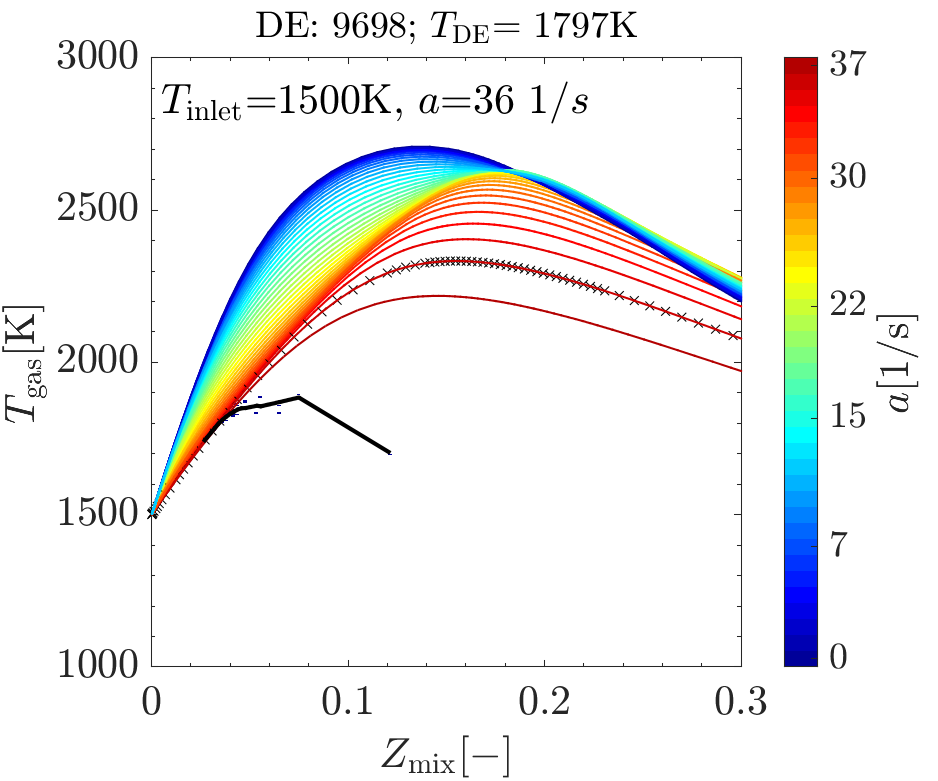 DE: 9698; T_DE= 1797K
T_inlet=1500K, a=36 1/s
3000
2500
2000
1500
1000
T_gas[K]
0 0.1 0.2 0.3
Z_mix[−]
37
30
22
15
7
0
a[1/s]